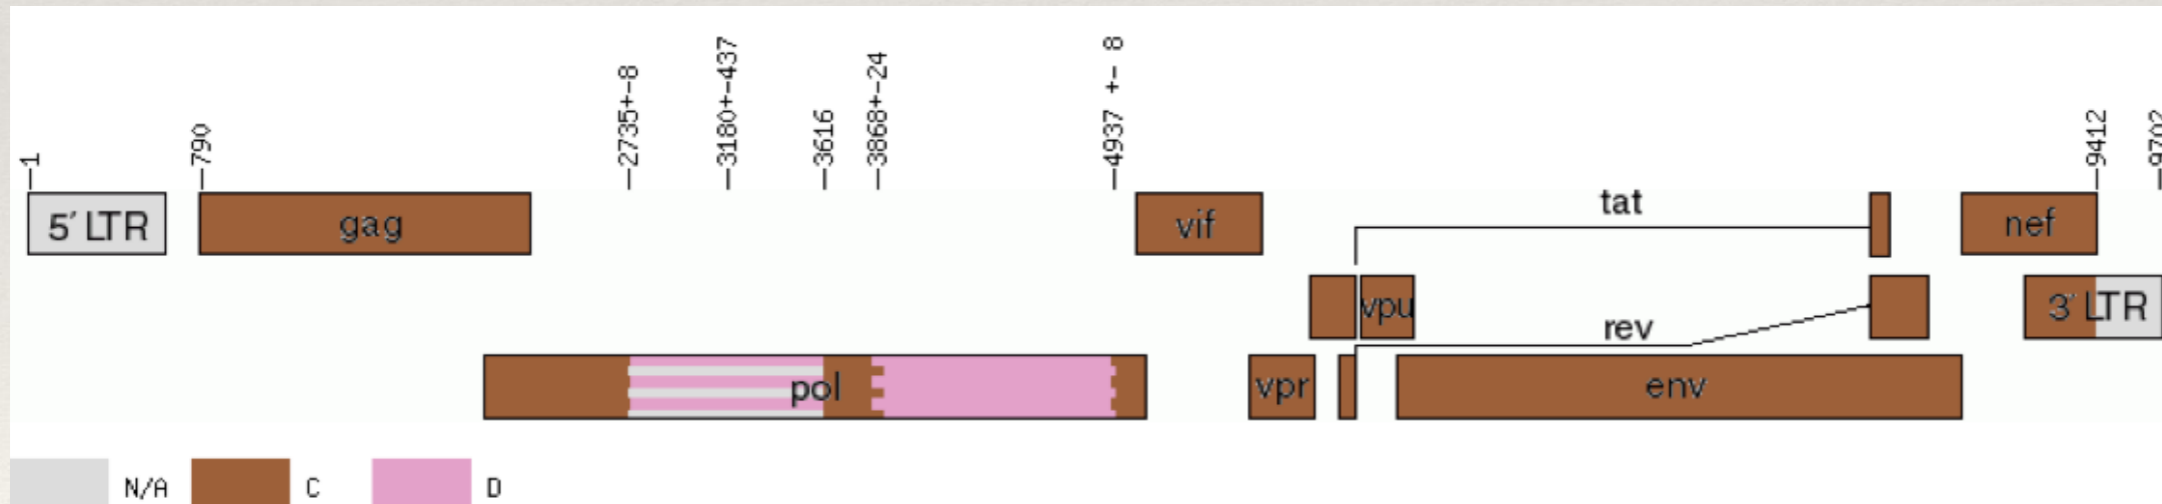 1
790
2735+-8
3180+-437
3616
3868+-24
4937 +- 8
9412
9702
5′ LTR
gag
vif
tat
nef
vpu
rev
3′ LTR
pol
vpr
env
N/A
C
D